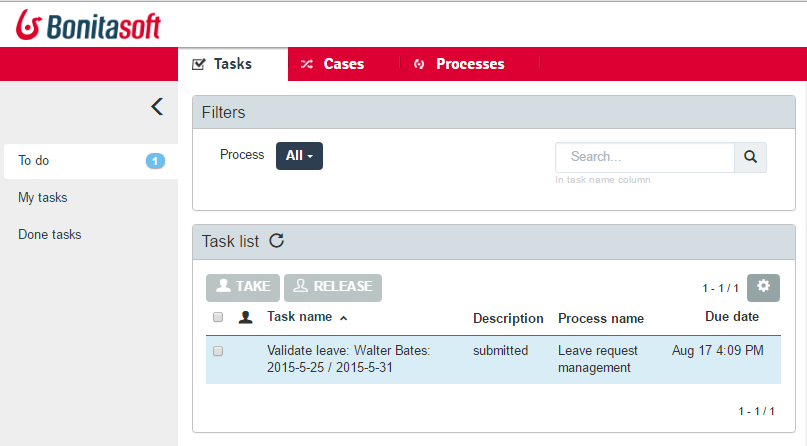 Bonitasoft
Tasks Cases Processes
Filters
Process All Search...
In task name column
To do 1
My tasks
Done tasks
Task list
TAKE RELEASE 1 - 1 / 1
Task name Description Process name Due date
Validate leave: Walter Bates: submitted Leave request Aug 17 4:09 PM
2015-5-25 / 2015-5-31 management
1 - 1 / 1